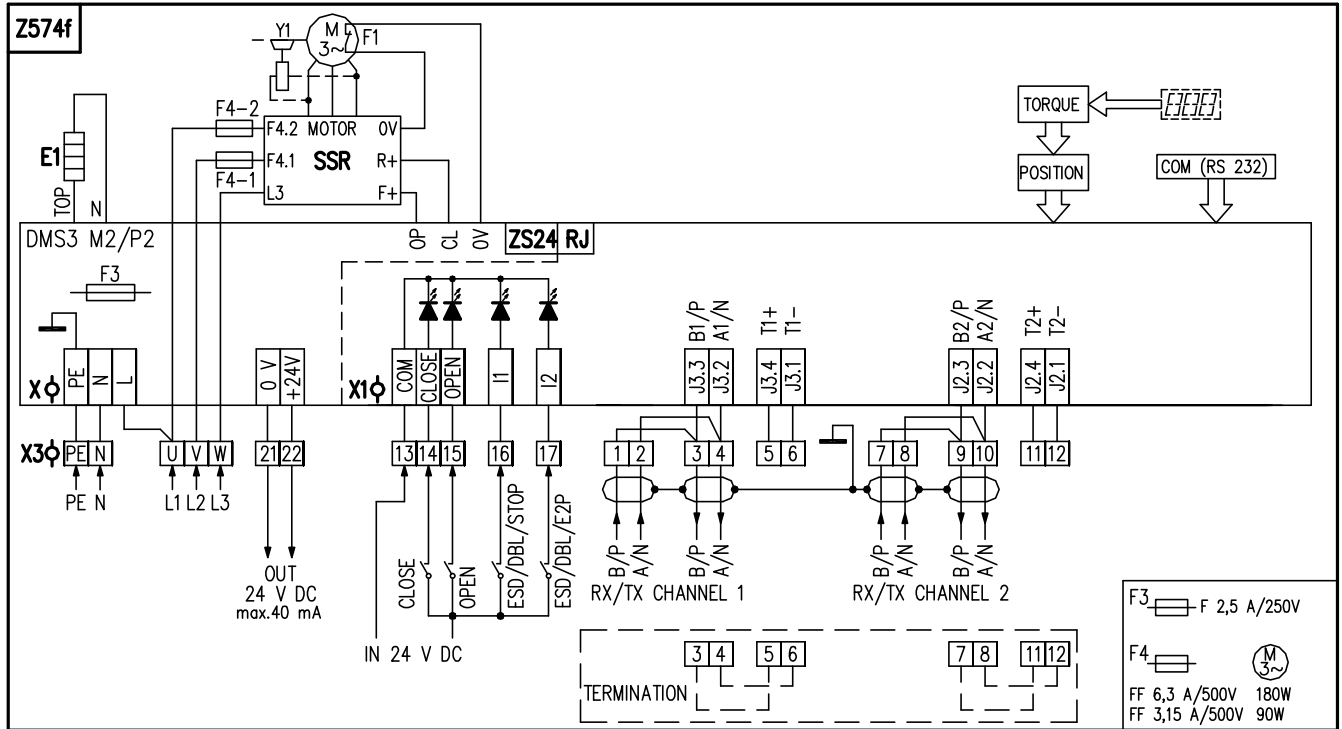 Z574f
Y1
M
3~
F1
F4-2
F4.2 MOTOR 0V
E1
F4.1 SSR R+
F4-1
L3 F+
TORQUE
POSITION
COM (RS 232)
TOP
N
DMS3 M2/P2
OP
CL
0V
ZS24 RJ
F3
X
PE
N
L
0 V
+24V
X1
COM
CLOSE
OPEN
I1
I2
J3.3
J3.2
B1/P
A1/N
J3.4
J3.1
T1+
T1-
J2.3
J2.2
B2/P
A2/N
J2.4
J2.1
T2+
T2-
X3
PE N U V W 21 22 13 14 15 16 17 1 2 3 4 5 6 7 8 9 10 11 12
PE N L1 L2 L3
OUT
24 V DC
max.40 mA
CLOSE
OPEN
ESD/DBL/STOP
ESD/DBL/E2P
IN 24 V DC
B/P
A/N
B/P
A/N
RX/TX CHANNEL 1
B/P
A/N
B/P
A/N
RX/TX CHANNEL 2
TERMINATION
3 4 5 6 7 8 11 12
F3 F 2,5 A/250V
F4
M
3~
FF 6,3 A/500V 180W
FF 3,15 A/500V 90W